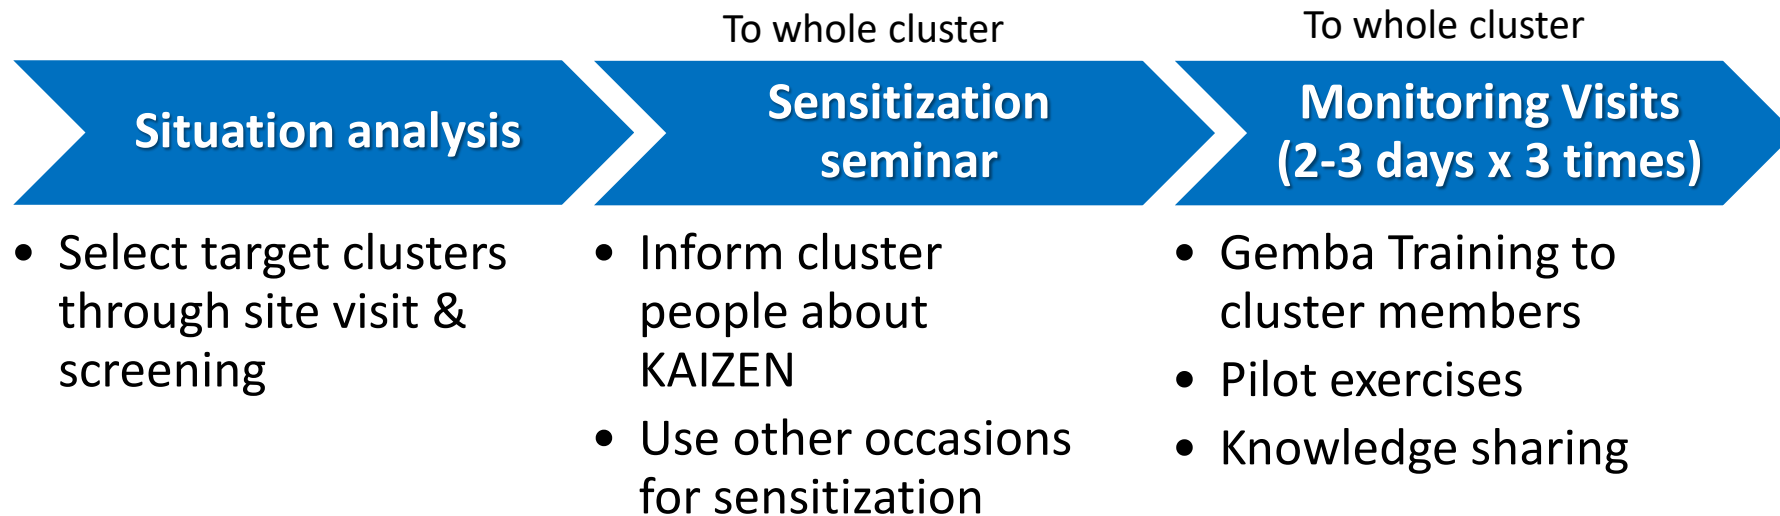 Situation analysis
• Select target clusters
through site visit &
screening
To whole cluster
Sensitization
seminar
• Inform cluster
people about
KAIZEN
• Use other occasions
for sensitization
To whole cluster
Monitoring Visits
(2-3 days x 3 times)
• Gemba Training to
cluster members
• Pilot exercises
• Knowledge sharing